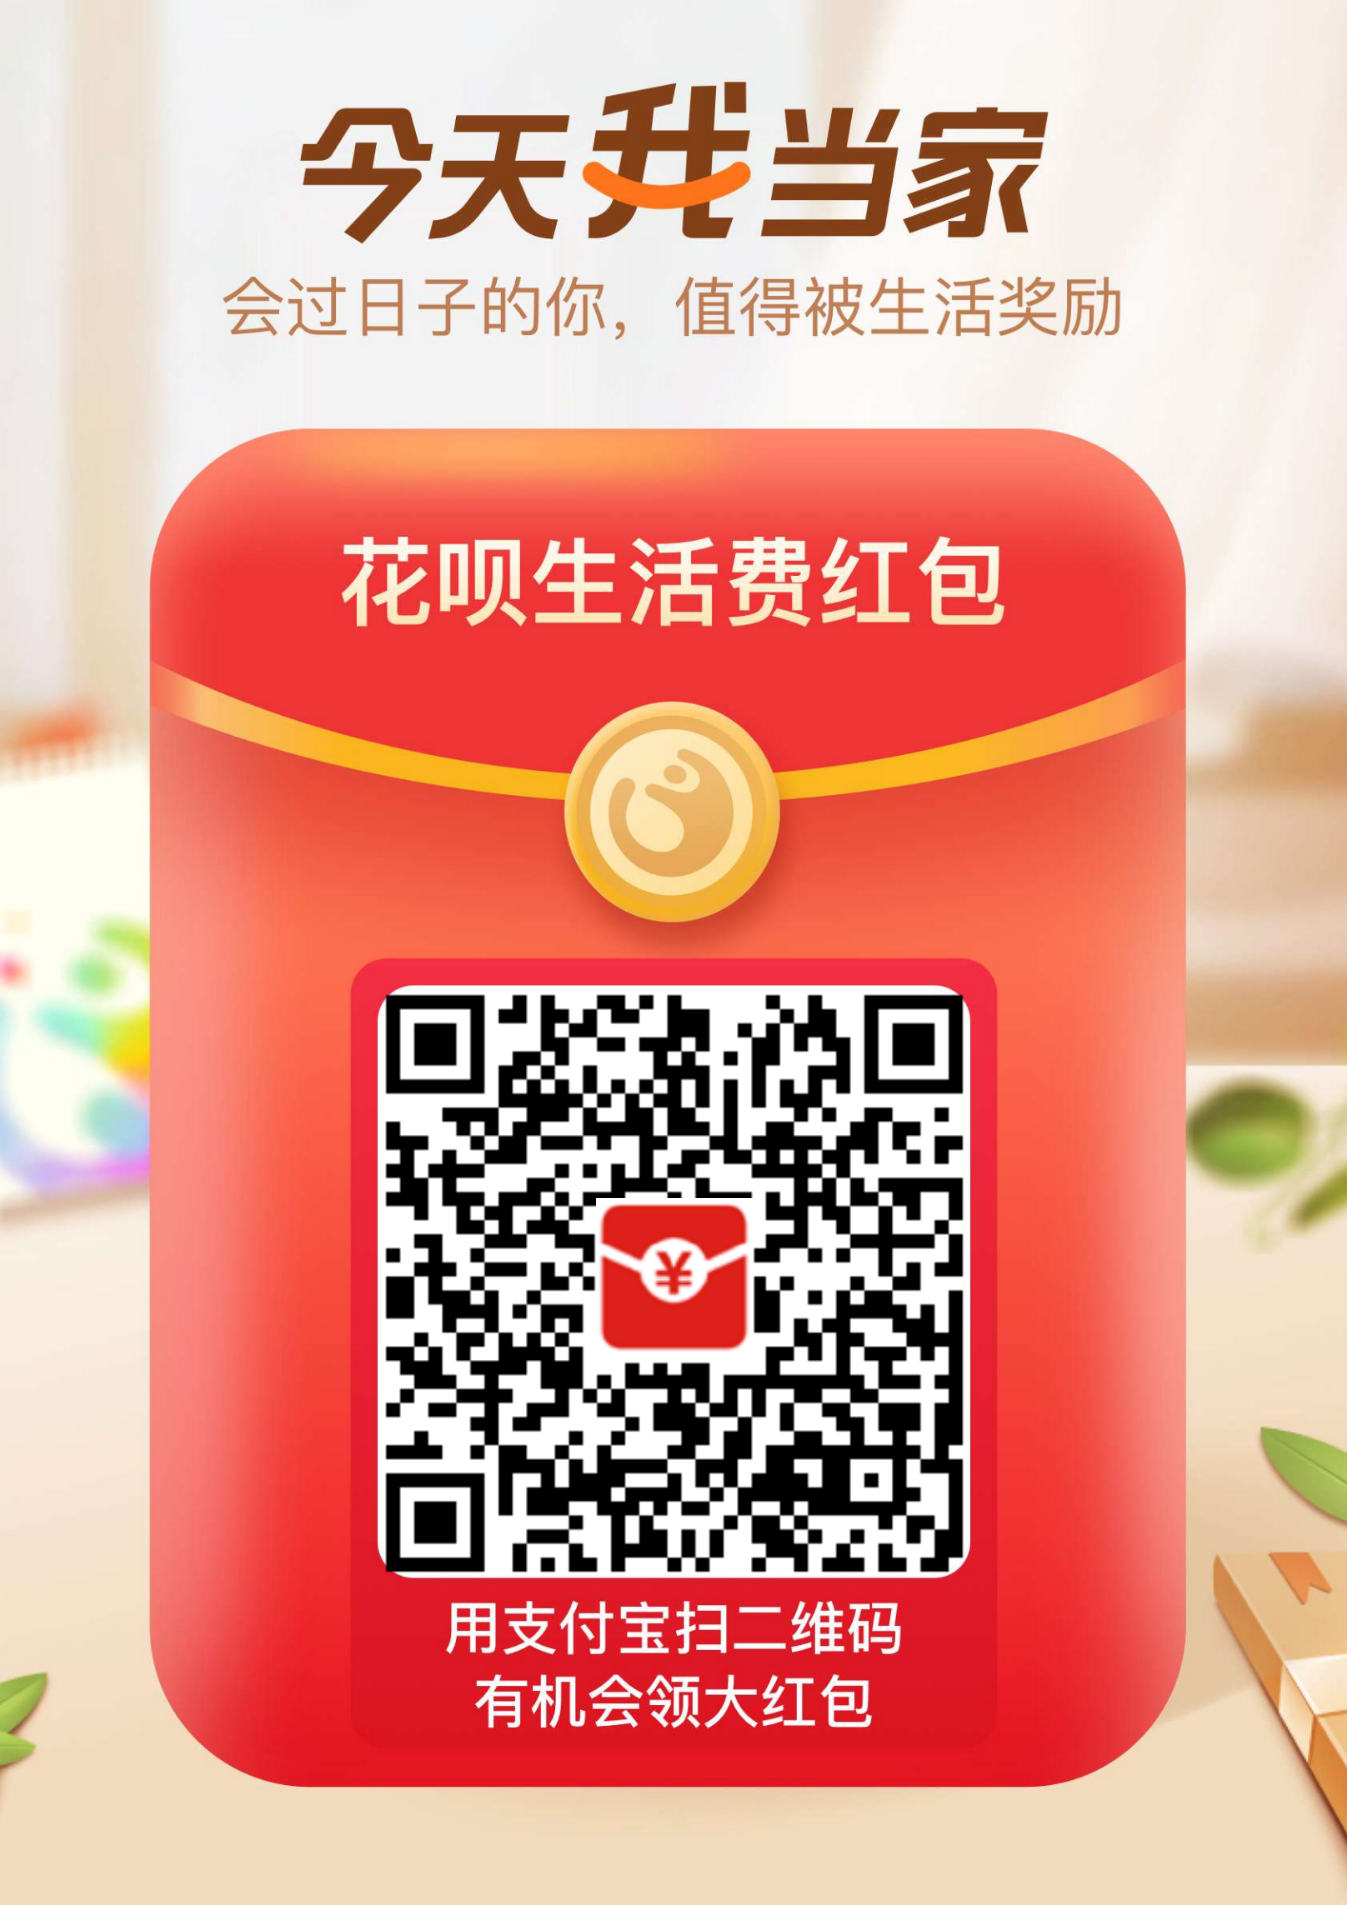 今天我当家
会过日子的你，值得被生活奖励
花呗生活费红包
¥
用支付宝扫二维码
有机会领大红包